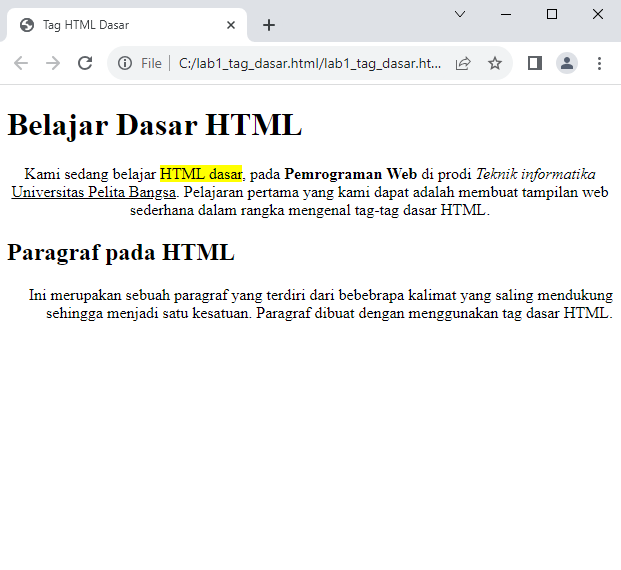 Tag HTML Dasar
File
C:/lab1_tag_dasar.html/lab1_tag_dasar.ht...
Belajar Dasar HTML
Kami sedang belajar HTML dasar, pada Pemrograman Web di prodi Teknik informatika
Universitas Pelita Bangsa. Pelajaran pertama yang kami dapat adalah membuat tampilan web
sederhana dalam rangka mengenal tag-tag dasar HTML.
Paragraf pada HTML
Ini merupakan sebuah paragraf yang terdiri dari bebebrapa kalimat yang saling mendukung
sehingga menjadi satu kesatuan. Paragraf dibuat dengan menggunakan tag dasar HTML.